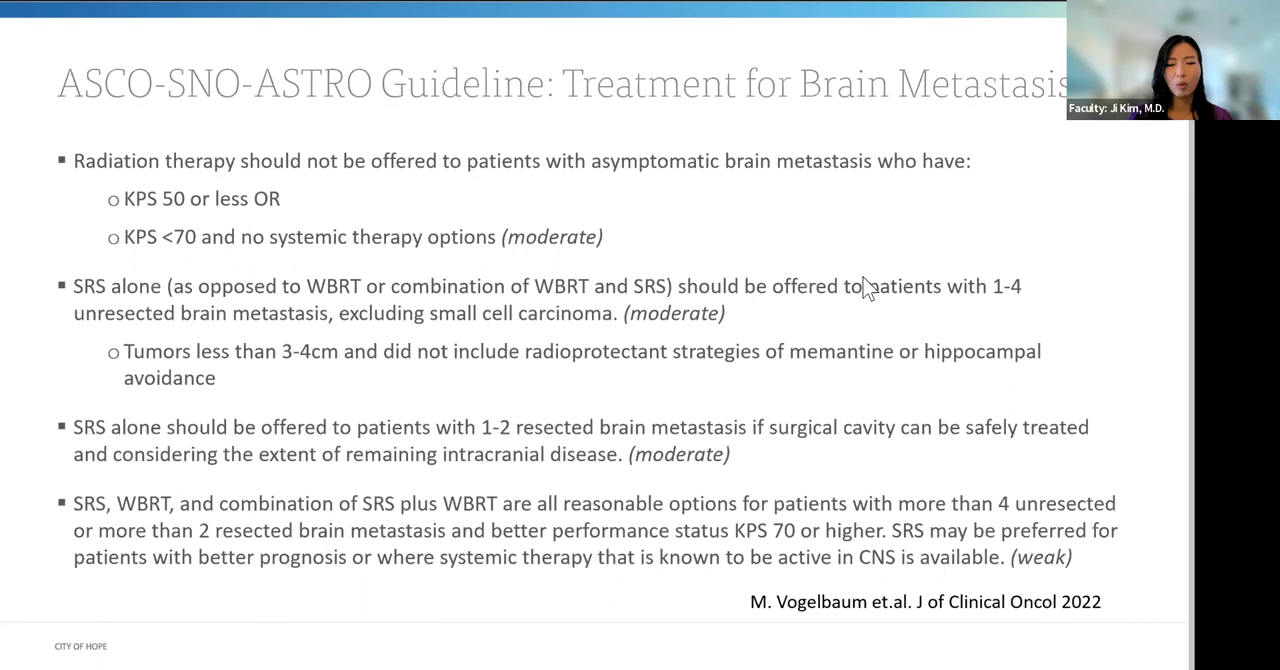 ASCO-SNO-ASTRO Guideline: Treatment for Brain Metastasis
Faculty: Ji Kim, M.D.
▪ Radiation therapy should not be offered to patients with asymptomatic brain metastasis who have:
o KPS 50 or less OR
o KPS <70 and no systemic therapy options (moderate)
▪ SRS alone (as opposed to WBRT or combination of WBRT and SRS) should be offered to patients with 1-4
unresected brain metastasis, excluding small cell carcinoma. (moderate)
o Tumors less than 3-4cm and did not include radioprotectant strategies of memantine or hippocampal
avoidance
▪ SRS alone should be offered to patients with 1-2 resected brain metastasis if surgical cavity can be safely treated
and considering the extent of remaining intracranial disease. (moderate)
▪ SRS, WBRT, and combination of SRS plus WBRT are all reasonable options for patients with more than 4 unresected
or more than 2 resected brain metastasis and better performance status KPS 70 or higher. SRS may be preferred for
patients with better prognosis or where systemic therapy that is known to be active in CNS is available. (weak)
M. Vogelbaum et.al. J of Clinical Oncol 2022
CITY OF HOPE